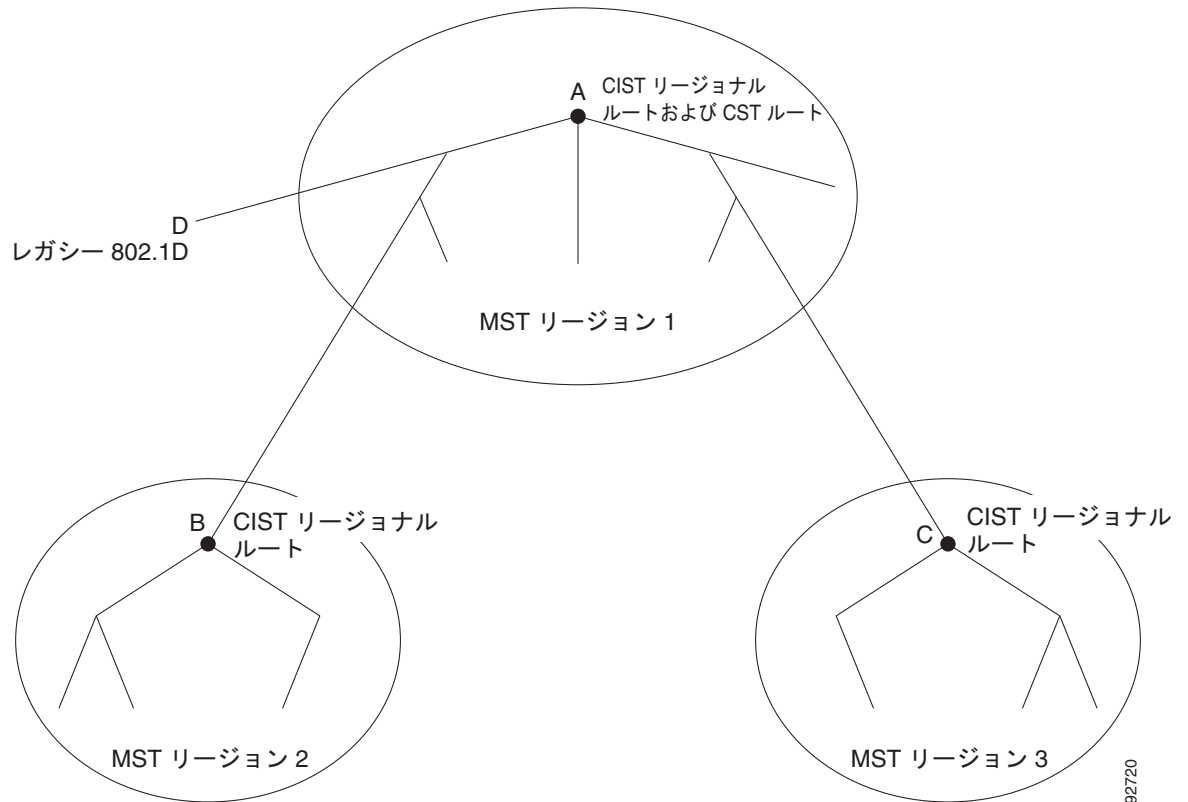 A
CIST リージョナル
ルートおよび CST ルート
D
レガシー 802.1D
MST リージョン 1
B
CIST リージョナル
ルート
C
CIST リージョナル
ルート
MST リージョン 2
MST リージョン 3
92720